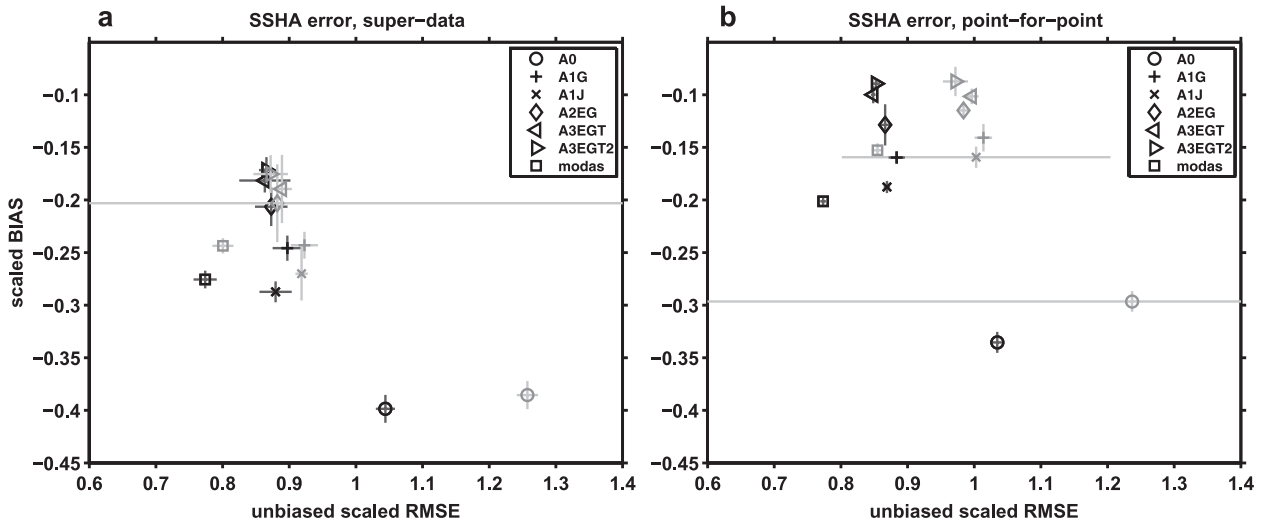 a SSHA error, super−data
A0
A1G
A1J
A2EG
A3EGT
A3EGT2
modas
−0.1
−0.15
−0.2
−0.25
−0.3
−0.35
−0.4
−0.45
scaled BIAS
0.6 0.7 0.8 0.9 1 1.1 1.2 1.3 1.4
unbiased scaled RMSE
b SSHA error, point−for−point
A0
A1G
A1J
A2EG
A3EGT
A3EGT2
modas
−0.1
−0.15
−0.2
−0.25
−0.3
−0.35
−0.4
−0.45
0.6 0.7 0.8 0.9 1 1.1 1.2 1.3 1.4
unbiased scaled RMSE